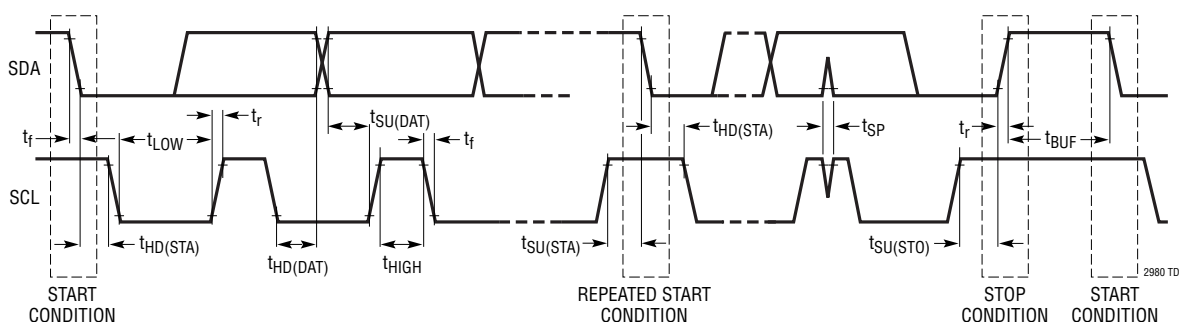 SDA
tf
tLOW
tr
tSU(DAT)
tf
tHD(STA)
tSP
tr
tBUF
SCL
tHD(STA)
tHD(DAT)
tHIGH
tSU(STA)
tSU(STO)
2980 TD
START
CONDITION
REPEATED START
CONDITION
STOP
CONDITION
START
CONDITION